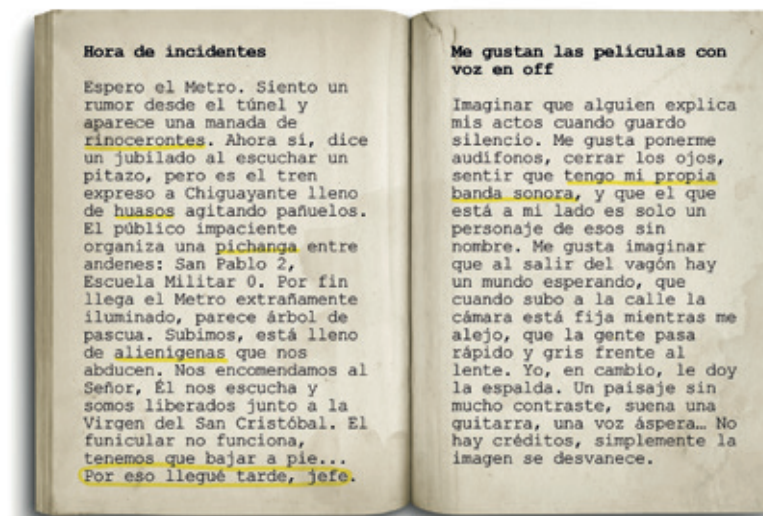 Hora de incidentes
Espero el Metro. Siento un
rumor desde el túnel y
aparece una manada de
rinocerontes. Ahora sí, dice
un jubilado al escuchar un
pitazo, pero es el tren
expreso a Chiguayante lleno
de huasos agitando pañuelos.
El público impaciente
organiza una pichanga entre
andenes: San Pablo 2,
Escuela Militar 0. Por fin
llega el Metro extrañamente
iluminado, parece árbol de
pascua. Subimos, está lleno
de alienígenas que nos
abducen. Nos encomendamos al
Señor, Él nos escucha y
somos liberados junto a la
Virgen del San Cristóbal. El
funicular no funciona,
tenemos que bajar a pie...
Por eso llegué tarde, jefe.
Me gustan las películas con
voz en off
Imaginar que alguien explica
mis actos cuando guardo
silencio. Me gusta ponerme
audífonos, cerrar los ojos,
sentir que tengo mi propia
banda sonora, y que el que
está a mi lado es solo un
personaje de esos sin
nombre. Me gusta imaginar
que al salir del vagón hay
un mundo esperando, que
cuando subo a la calle la
cámara está fija mientras me
alejo, que la gente pasa
rápido y gris frente al
lente. Yo, en cambio, le doy
la espalda. Un paisaje sin
mucho contraste, suena una
guitarra, una voz áspera… No
hay créditos, simplemente la
imagen se desvanece.